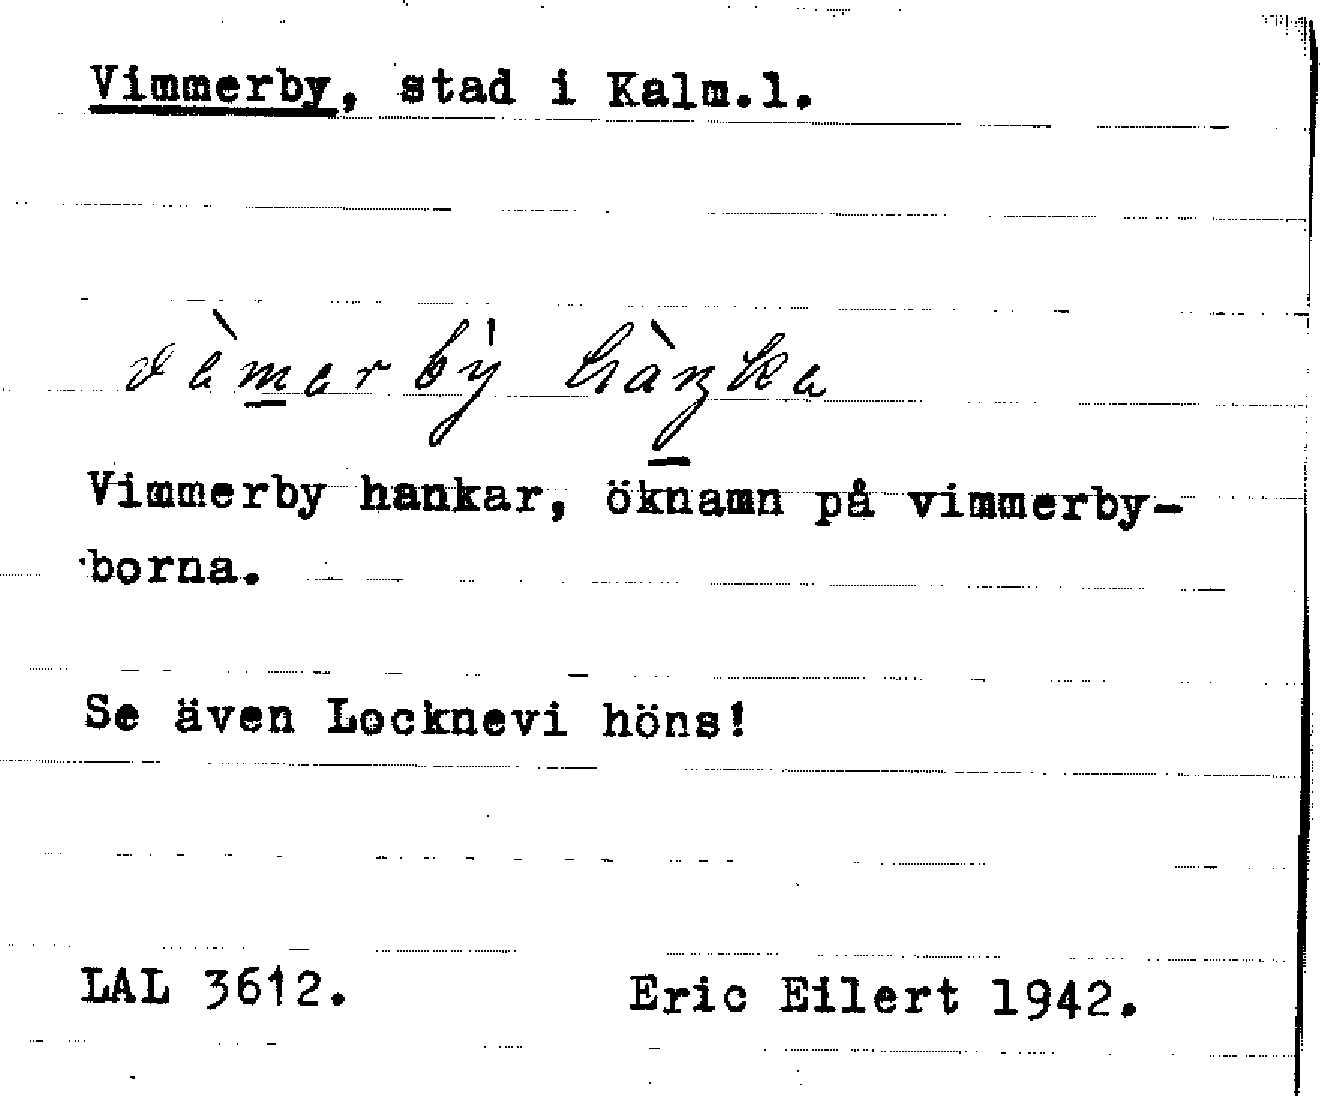 Vimmerby, stad i Kalm.l.
vèmerbẏ hàŋka
Vimmerby hankar, öknamn på vimmerby-
borna.
Se även Locknevi höns!
LAL 3612. Eric Eilert 1942.